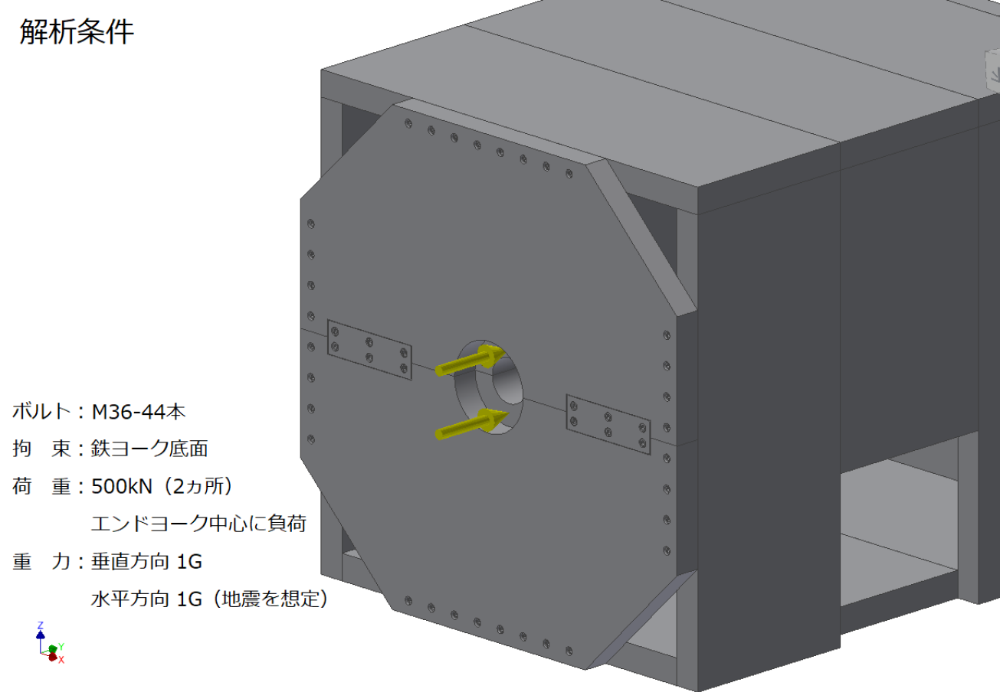 解析条件
ボルト：M36-44本
拘　束：鉄ヨーク底面
荷　重：500kN（2ヵ所）
エンドヨーク中心に負荷
重　力：垂直方向 1G
水平方向 1G（地震を想定）
Z
Y
X